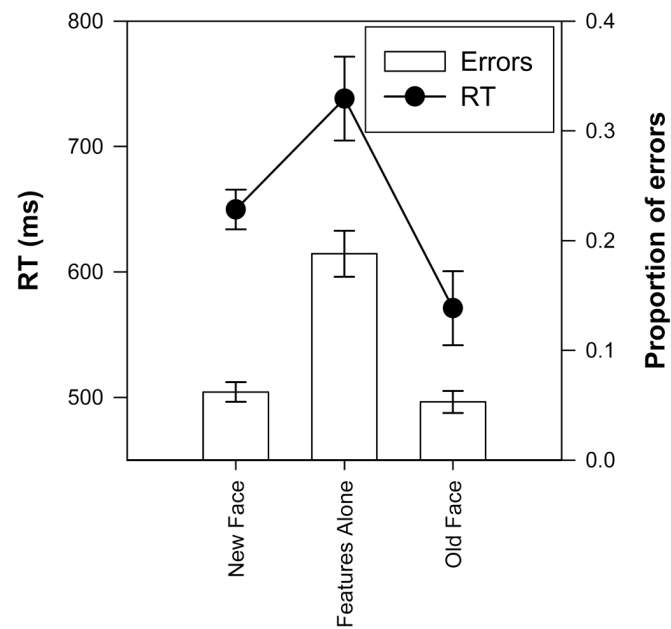 800
700
600
500
RT (ms)
0.4
0.3
0.2
0.1
0.0
Proportion of errors
Errors
RT
New Face
Features Alone
Old Face